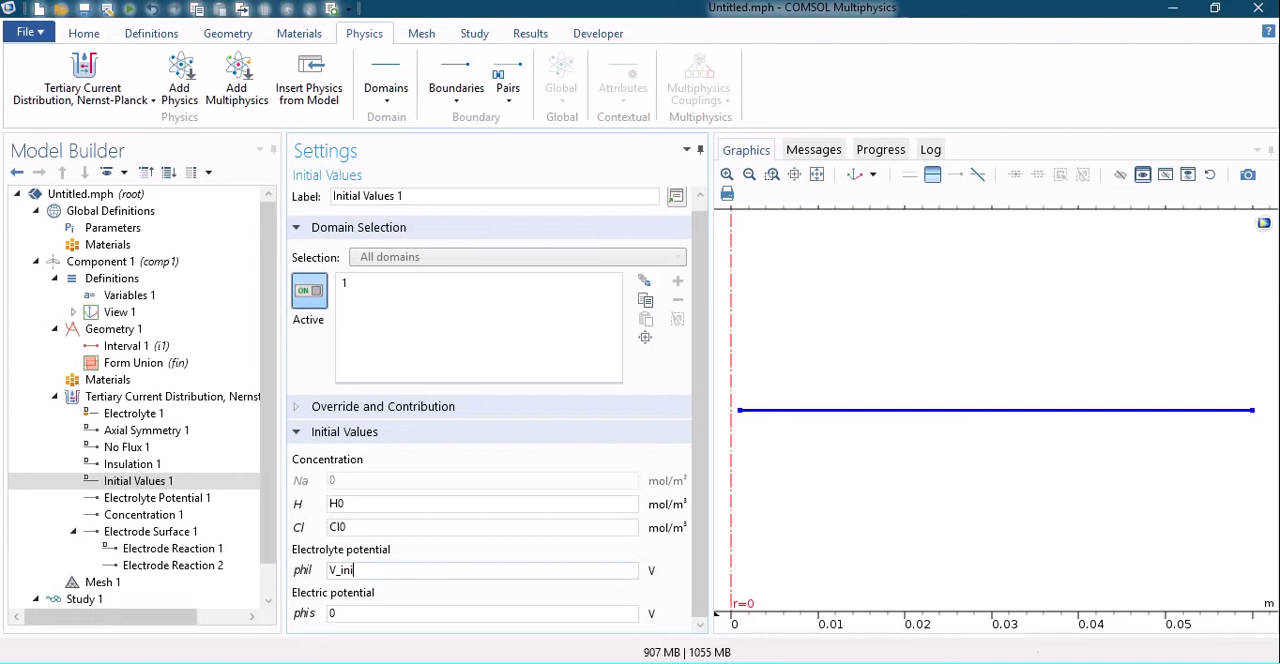 Untitled.mph - COMSOL Multiphysics
File
Home
Definitions
Geometry
Materials
Physics
Mesh
Study
Results
Developer
Tertiary Current
Distribution, Nernst-Planck
Add
Physics
Add
Multiphysics
Insert Physics
from Model
Physics
Domains
Domain
Boundaries
Pairs
Boundary
Global
Global
Attributes
Contextual
Multiphysics
Couplings
Multiphysics
Model Builder
Untitled.mph (root)
Global Definitions
Pi Parameters
Materials
Component 1 (comp1)
Definitions
a= Variables 1
View 1
Geometry 1
Interval 1 (i1)
Form Union (fin)
Materials
Tertiary Current Distribution, Nernst
Electrolyte 1
Axial Symmetry 1
No Flux 1
Insulation 1
Initial Values 1
Electrolyte Potential 1
Concentration 1
Electrode Surface 1
Electrode Reaction 1
Electrode Reaction 2
Mesh 1
Study 1
Settings
Initial Values
Label: Initial Values 1
Domain Selection
Selection: All domains
ON
Active
1
Override and Contribution
Initial Values
Concentration
Na 0 mol/m³
H H0 mol/m³
Cl Cl0 mol/m³
Electrolyte potential
phil V_ini V
Electric potential
phis 0 V
Graphics
Messages
Progress
Log
r=0
m
0 0.01 0.02 0.03 0.04 0.05
907 MB | 1055 MB